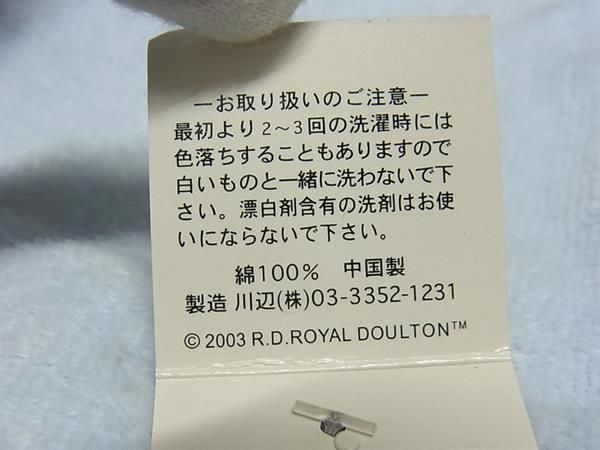 ―お取り扱いのご注意―
最初より2～3回の洗濯時には
色落ちすることもありますので
白いものと一緒に洗わないで下
さい。漂白剤含有の洗剤はお使
いにならないで下さい。
綿100%　中国製
製造 川辺(株)03-3352-1231
© 2003 R.D.ROYAL DOULTON™